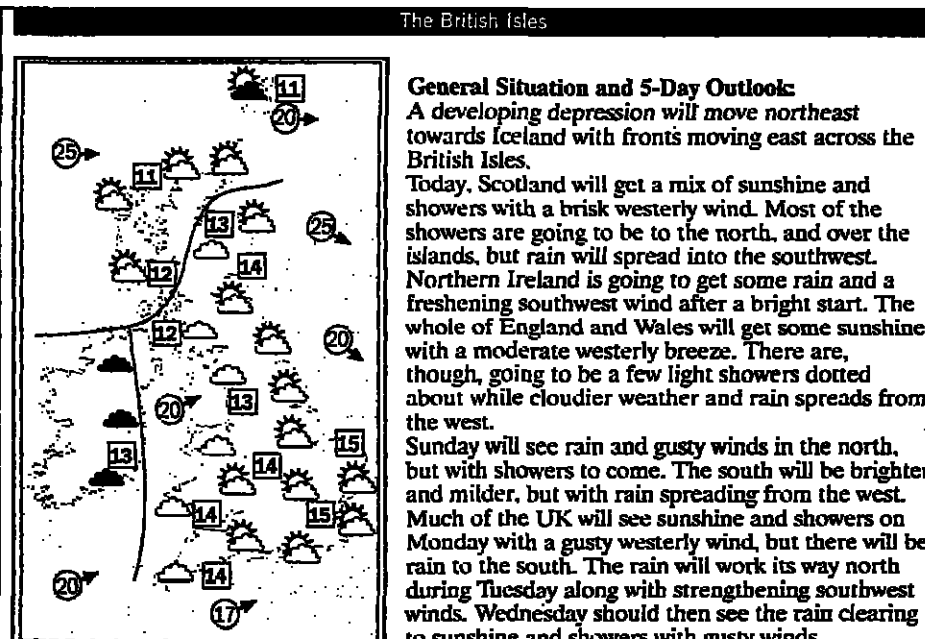 The British Isles
11
20
25
11
13
25
14
12
12
20
13
20
15
13
14
14
15
20
14
17
General Situation and 5-Day Outlook:
A developing depression will move northeast
towards Iceland with fronts moving east across the
British Isles.
Today, Scotland will get a mix of sunshine and
showers with a brisk westerly wind. Most of the
showers are going to be to the north, and over the
islands, but rain will spread into the southwest.
Northern Ireland is going to get some rain and a
freshening southwest wind after a bright start. The
whole of England and Wales will get some sunshine
with a moderate westerly breeze. There are,
though, going to be a few light showers dotted
about while cloudier weather and rain spreads from
the west.
Sunday will see rain and gusty winds in the north,
but with showers to come. The south will be brighter
and milder, but with rain spreading from the west.
Much of the UK will see sunshine and showers on
Monday with a gusty westerly wind, but there will be
rain to the south. The rain will work its way north
during Tuesday along with strengthening southwest
winds. Wednesday should then see the rain clearing
to sunshine and showers with gusty winds.